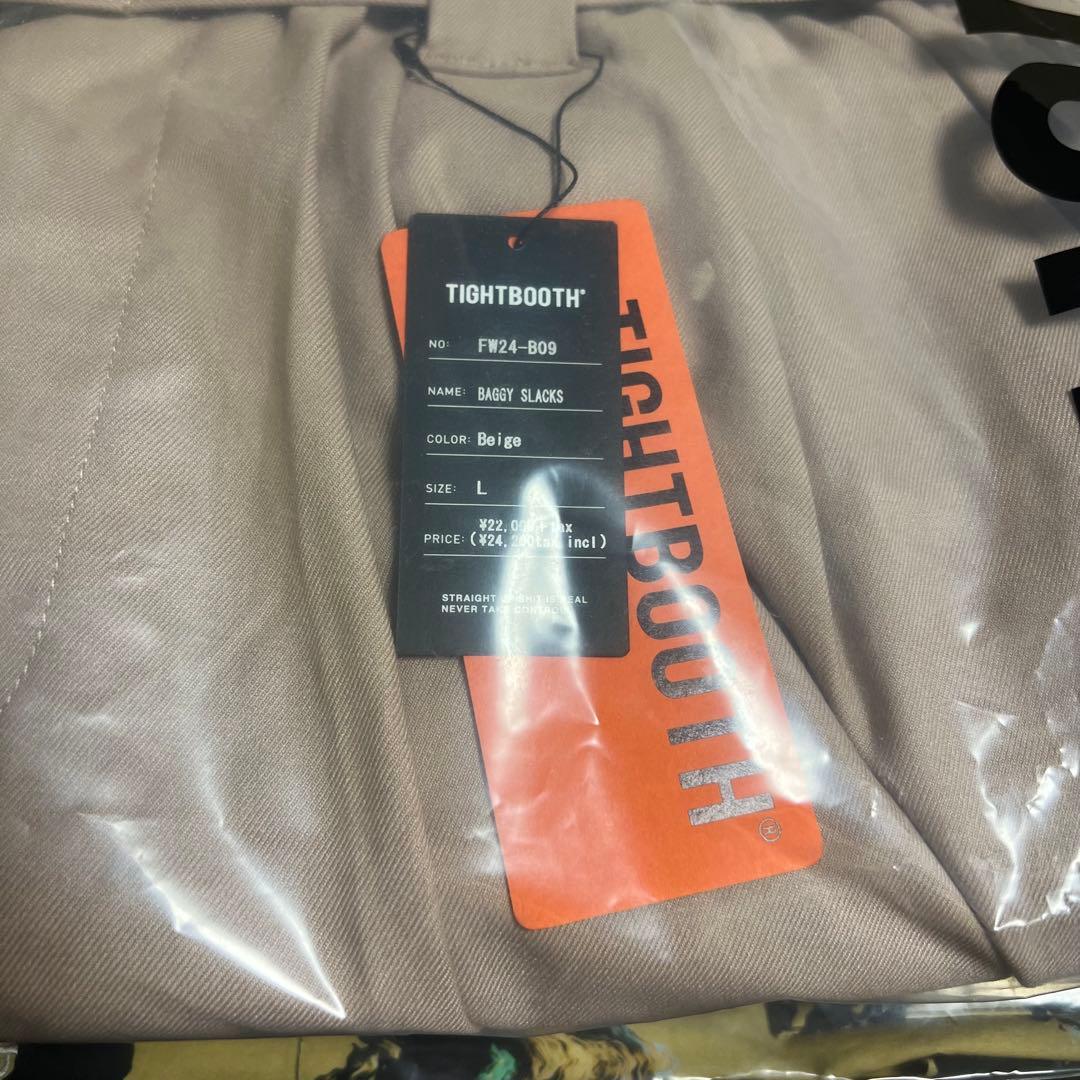 TIGHTBOOTH®
NO: FW24-B09
NAME: BAGGY SLACKS
COLOR: Beige
SIZE: L
¥22,000+tax
PRICE: (¥24,200tax incl)
STRAIGHT UP SHIT IS REAL
NEVER TAKE CONTROL
TIGHTBOOTH